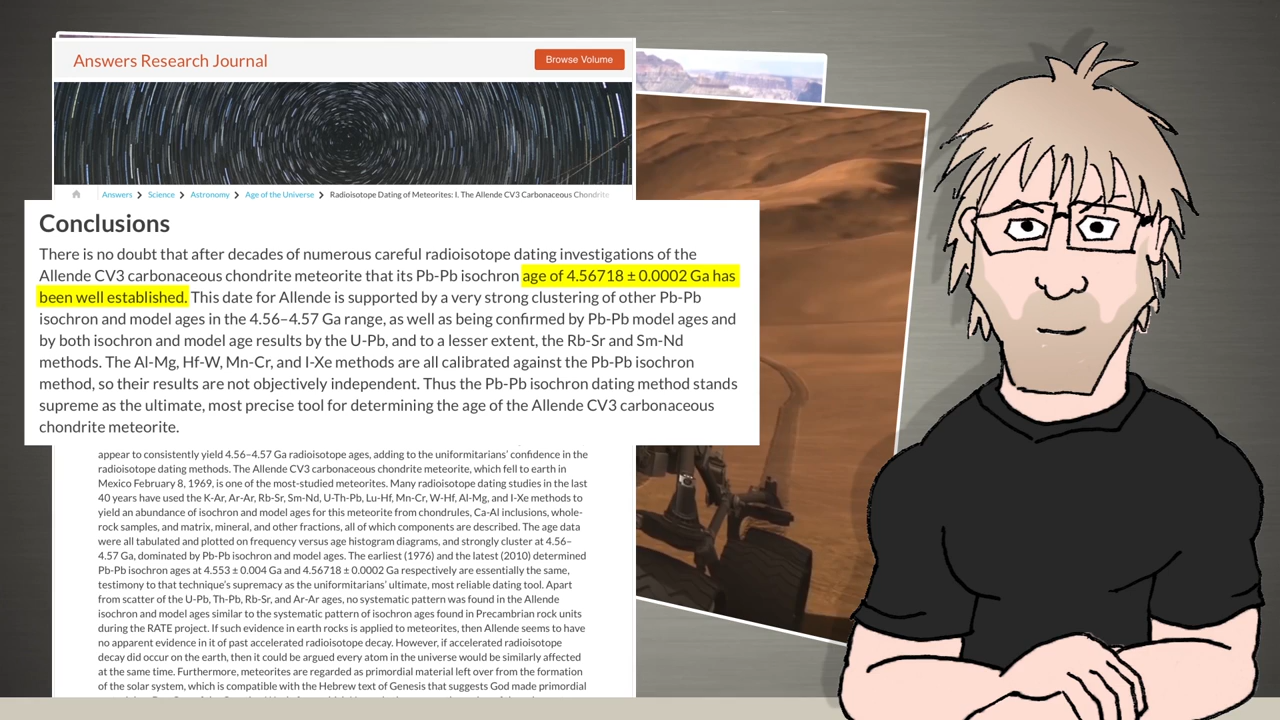 Answers Research Journal
Browse Volume
Answers > Science > Astronomy > Age of the Universe > Radioisotope Dating of Meteorites: I. The Allende CV3 Carbonaceous Chondrite
Conclusions
There is no doubt that after decades of numerous careful radioisotope dating investigations of the
Allende CV3 carbonaceous chondrite meteorite that its Pb-Pb isochron age of 4.56718 ± 0.0002 Ga has
been well established. This date for Allende is supported by a very strong clustering of other Pb-Pb
isochron and model ages in the 4.56–4.57 Ga range, as well as being confirmed by Pb-Pb model ages and
by both isochron and model age results by the U-Pb, and to a lesser extent, the Rb-Sr and Sm-Nd
methods. The Al-Mg, Hf-W, Mn-Cr, and I-Xe methods are all calibrated against the Pb-Pb isochron
method, so their results are not objectively independent. Thus the Pb-Pb isochron dating method stands
supreme as the ultimate, most precise tool for determining the age of the Allende CV3 carbonaceous
chondrite meteorite.
appear to consistently yield 4.56–4.57 Ga radioisotope ages, adding to the uniformitarians' confidence in the
radioisotope dating methods. The Allende CV3 carbonaceous chondrite meteorite, which fell to earth in
Mexico February 8, 1969, is one of the most-studied meteorites. Many radioisotope dating studies in the last
40 years have used the K-Ar, Ar-Ar, Rb-Sr, Sm-Nd, U-Th-Pb, Lu-Hf, Mn-Cr, W-Hf, Al-Mg, and I-Xe methods to
yield an abundance of isochron and model ages for this meteorite from chondrules, Ca-Al inclusions, whole-
rock samples, and matrix, mineral, and other fractions, all of which components are described. The age data
were all tabulated and plotted on frequency versus age histogram diagrams, and strongly cluster at 4.56–
4.57 Ga, dominated by Pb-Pb isochron and model ages. The earliest (1976) and the latest (2010) determined
Pb-Pb isochron ages at 4.553 ± 0.004 Ga and 4.56718 ± 0.0002 Ga respectively are essentially the same,
testimony to that technique's supremacy as the uniformitarians' ultimate, most reliable dating tool. Apart
from scatter of the U-Pb, Th-Pb, Rb-Sr, and Ar-Ar ages, no systematic pattern was found in the Allende
isochron and model ages similar to the systematic pattern of isochron ages found in Precambrian rock units
during the RATE project. If such evidence in earth rocks is applied to meteorites, then Allende seems to have
no apparent evidence in it of past accelerated radioisotope decay. However, if accelerated radioisotope
decay did occur on the earth, then it could be argued every atom in the universe would be similarly affected
at the same time. Furthermore, meteorites are regarded as primordial material left over from the formation
of the solar system, which is compatible with the Hebrew text of Genesis that suggests God made primordial